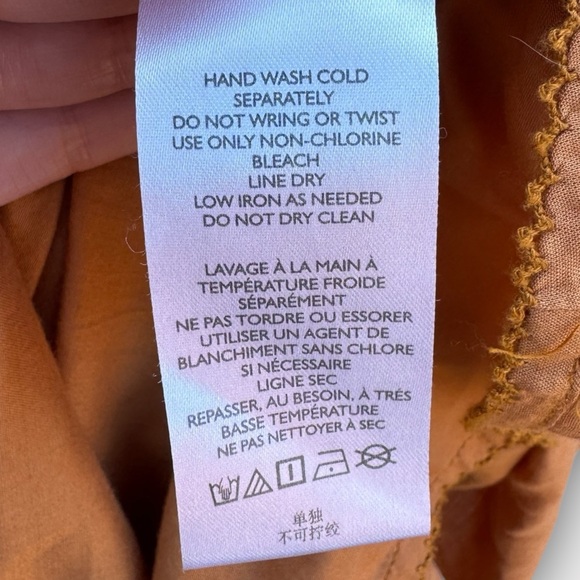 HAND WASH COLD
SEPARATELY
DO NOT WRING OR TWIST
USE ONLY NON-CHLORINE
BLEACH
LINE DRY
LOW IRON AS NEEDED
DO NOT DRY CLEAN
LAVAGE À LA MAIN À
TEMPÉRATURE FROIDE
SÉPARÉMENT
NE PAS TORDRE OU ESSORER
UTILISER UN AGENT DE
BLANCHIMENT SANS CHLORE
SI NÉCESSAIRE
LIGNE SEC
REPASSER, AU BESOIN, À TRÉS
BASSE TEMPÉRATURE
NE PAS NETTOYER À SEC
单独
不可拧绞